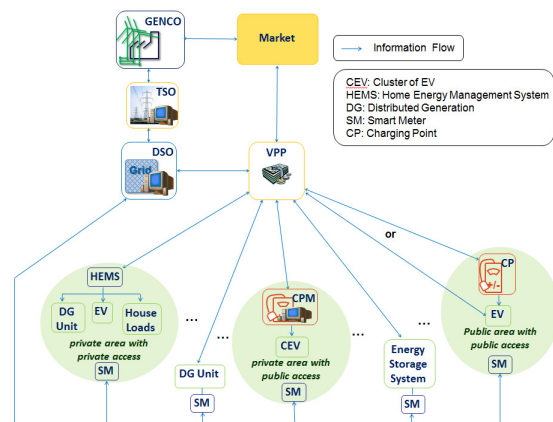 GENCO
Market
Information Flow
TSO
CEV: Cluster of EV
HEMS: Home Energy Management System
DG: Distributed Generation
SM: Smart Meter
CP: Charging Point
DSO
Grid
VPP
or
HEMS
CP
+/-
DG
Unit
EV
House
Loads
...
CPM
...
EV
private area with
private access
CEV
...
Energy
Storage
System
Public area with
public access
SM
DG Unit
private area with
public access
SM
SM
SM
SM